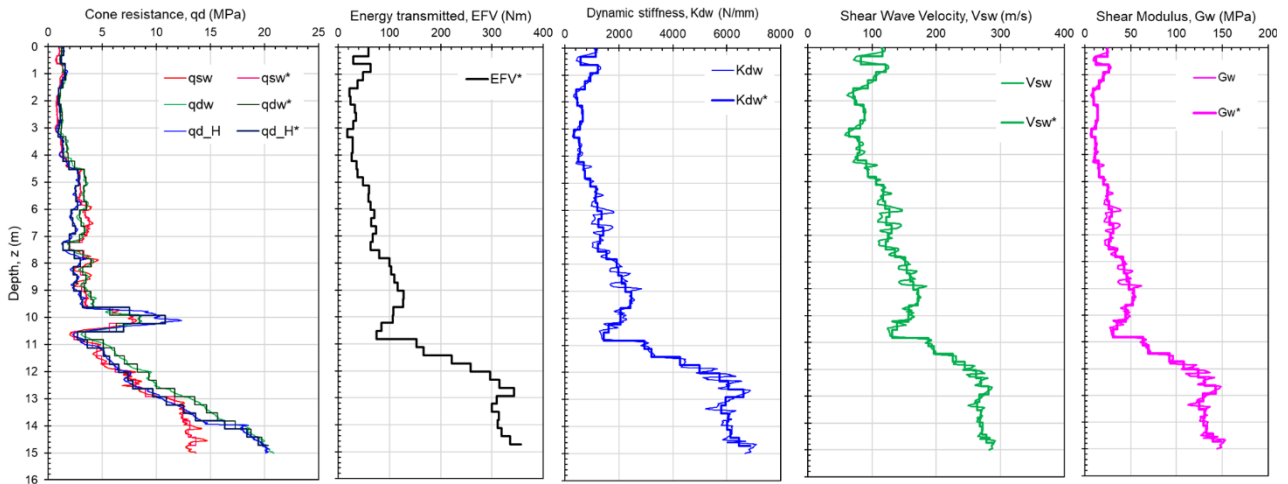 Cone resistance, qd (MPa)
0 5 10 15 20 25
Depth, z (m)
0
1
2
3
4
5
6
7
8
9
10
11
12
13
14
15
16
qsw qsw*
qdw qdw*
qd_H qd_H*
Energy transmitted, EFV (Nm)
0 100 200 300 400
EFV*
Dynamic stiffness, Kdw (N/mm)
0 2000 4000 6000 8000
Kdw
Kdw*
Shear Wave Velocity, Vsw (m/s)
0 100 200 300 400
Vsw
Vsw*
Shear Modulus, Gw (MPa)
0 50 100 150 200
Gw
Gw*